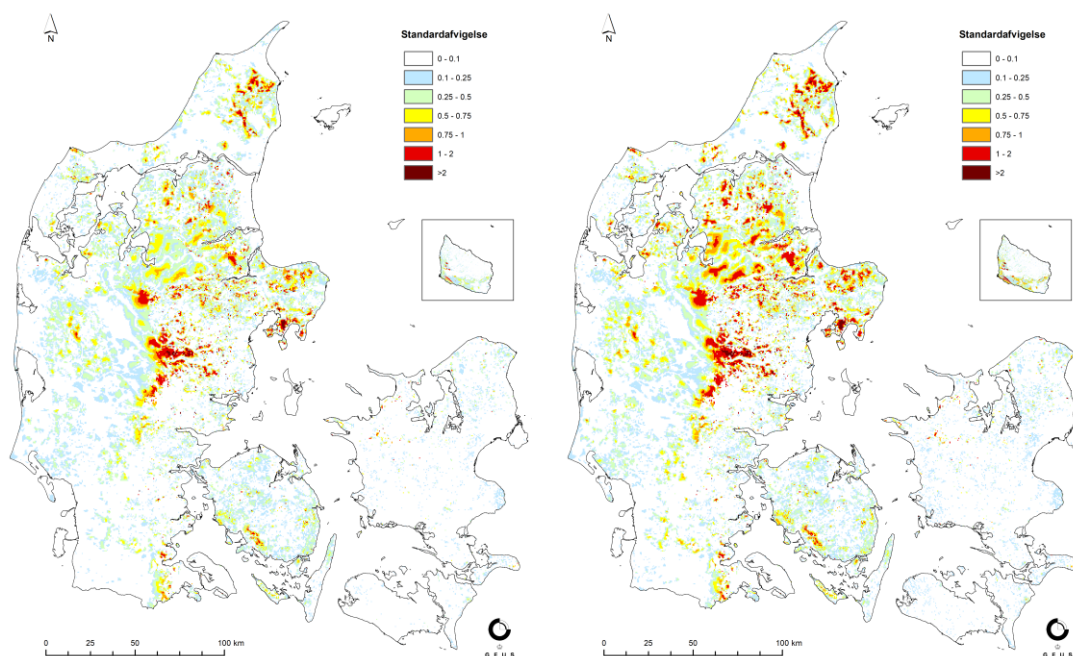 N
Standardafvigelse
0 - 0.1
0.1 - 0.25
0.25 - 0.5
0.5 - 0.75
0.75 - 1
1 - 2
>2
0 25 50 100 km
G E U S
N
Standardafvigelse
0 - 0.1
0.1 - 0.25
0.25 - 0.5
0.5 - 0.75
0.75 - 1
1 - 2
>2
0 25 50 100 km
G E U S